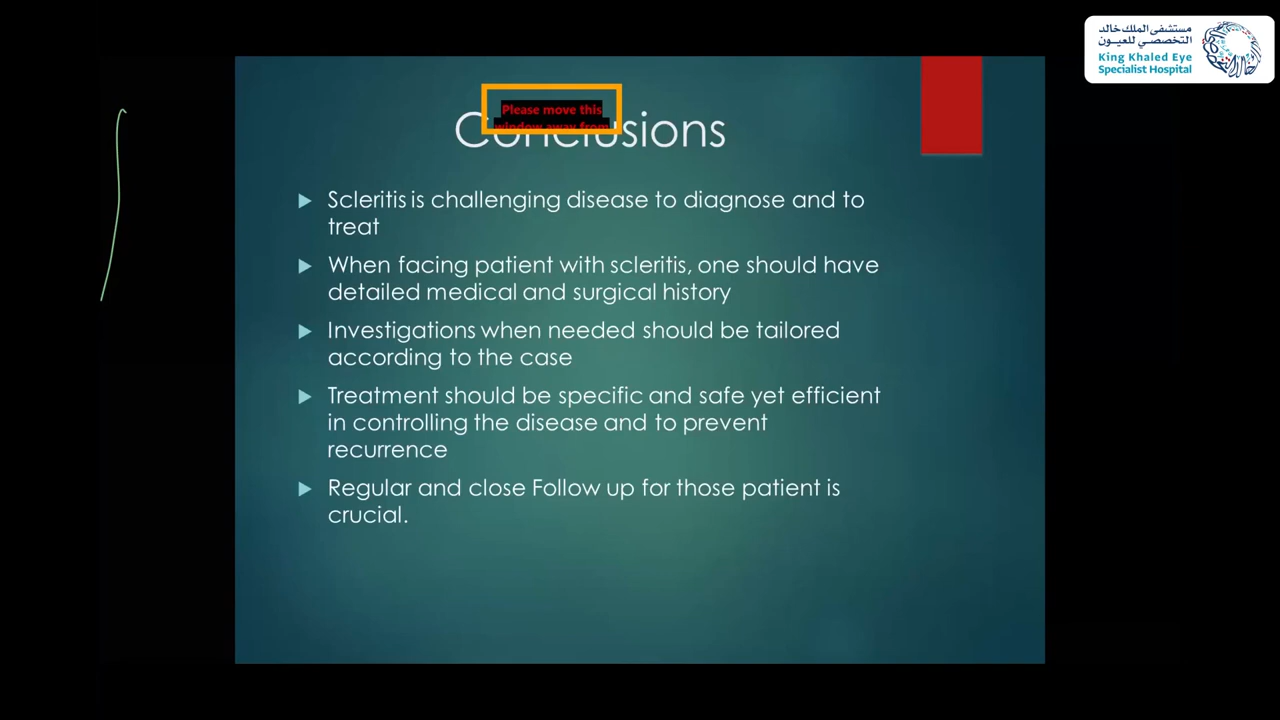 مستشفى الملك خالد
التخصصي للعيون
King Khaled Eye
Specialist Hospital
Please move this
window away from
Conclusions
Scleritis is challenging disease to diagnose and to
treat
When facing patient with scleritis, one should have
detailed medical and surgical history
Investigations when needed should be tailored
according to the case
Treatment should be specific and safe yet efficient
in controlling the disease and to prevent
recurrence
Regular and close Follow up for those patient is
crucial.